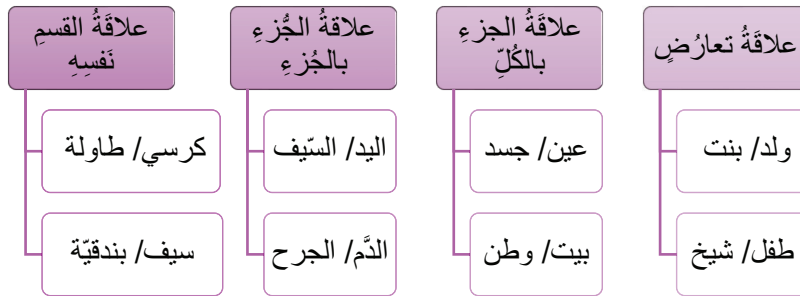 علاقَةُ تعارُضٍ
ولد/ بنت
طفل/ شيخ
علاقَةُ الجزءِ
بالكُلِّ
عين/ جسد
بيت/ وطن
علاقةُ الجُّزءِ
بالجُزءِ
اليد/ السّيف
الدَّم/ الجرح
علاقَةُ القسمِ
نَفسِهِ
كرسي/ طاولة
سيف/ بندقيّة